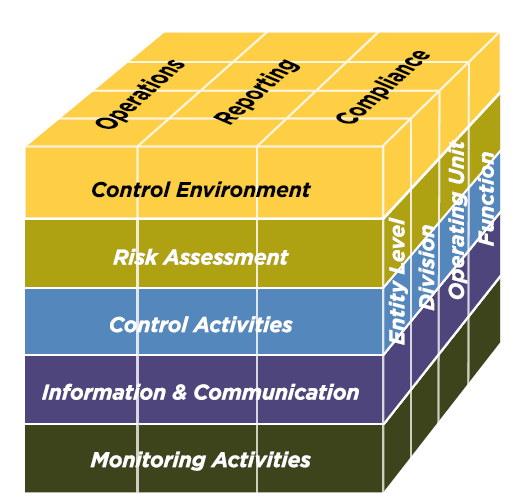 Operations
Reporting
Compliance
Control Environment
Risk Assessment
Control Activities
Information & Communication
Monitoring Activities
Entity Level
Division
Operating Unit
Function